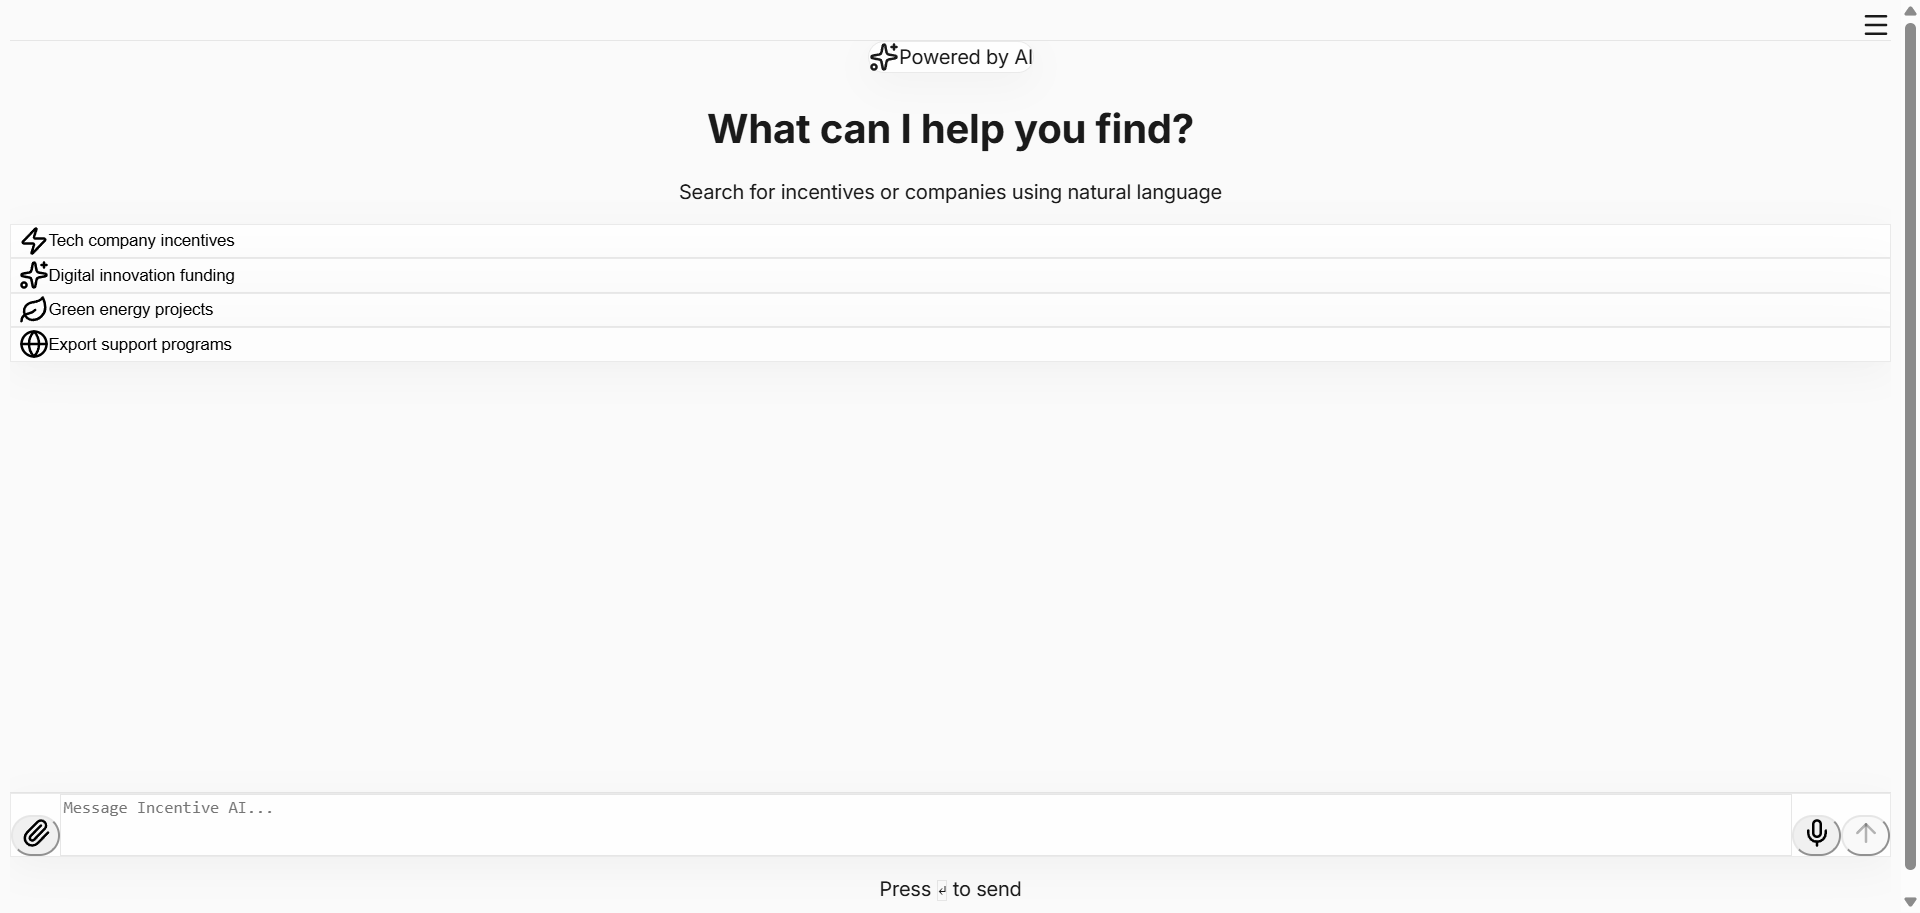 Powered by AI
What can I help you find?
Search for incentives or companies using natural language
Tech company incentives
Digital innovation funding
Green energy projects
Export support programs
Message Incentive AI...
Press ↵ to send